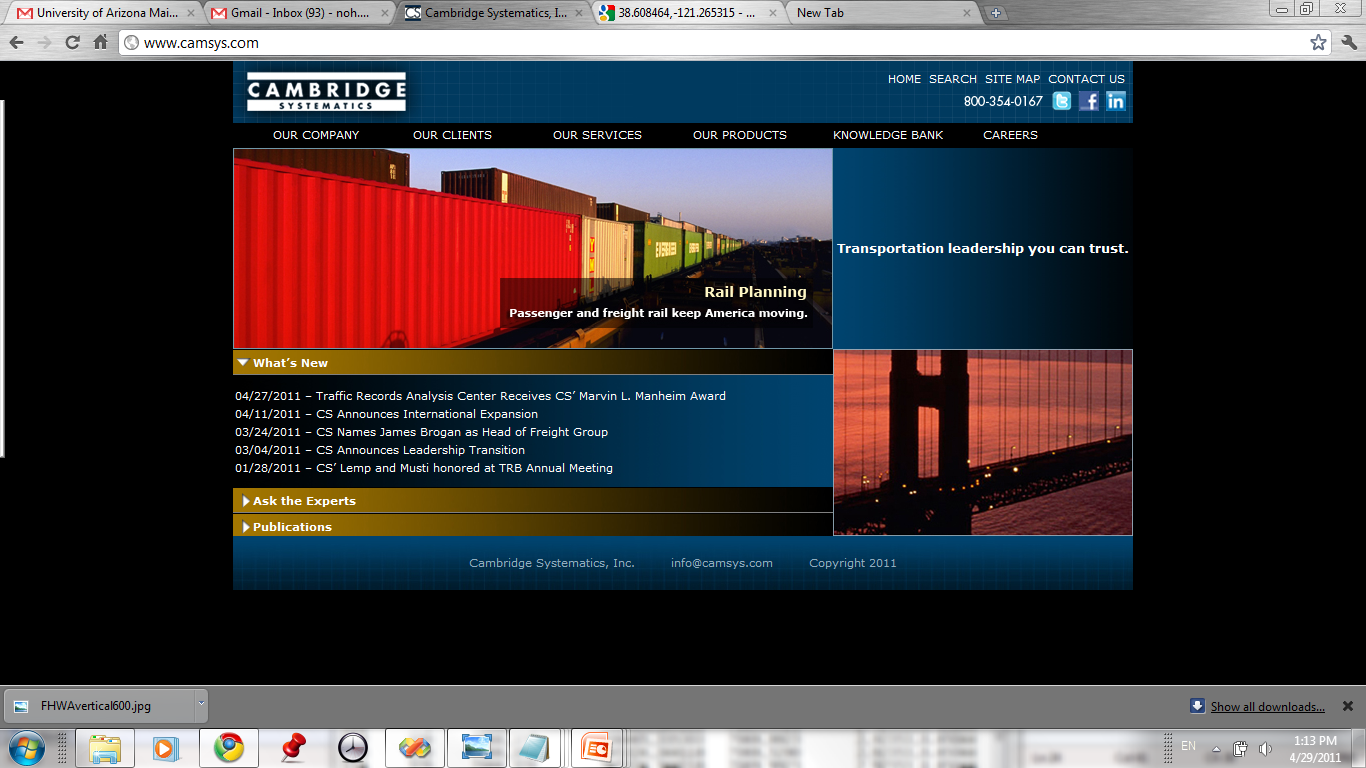 University of Arizona Mai...
Gmail - Inbox (93) - noh....
CS Cambridge Systematics, I...
38.608464,-121.265315 - ...
New Tab
www.camsys.com
CAMBRIDGE
SYSTEMATICS
HOME SEARCH SITE MAP CONTACT US
800-354-0167
OUR COMPANY OUR CLIENTS OUR SERVICES OUR PRODUCTS KNOWLEDGE BANK CAREERS
EVERGREEN
Rail Planning
Passenger and freight rail keep America moving.
Transportation leadership you can trust.
What's New
04/27/2011 – Traffic Records Analysis Center Receives CS' Marvin L. Manheim Award
04/11/2011 – CS Announces International Expansion
03/24/2011 – CS Names James Brogan as Head of Freight Group
03/04/2011 – CS Announces Leadership Transition
01/28/2011 – CS' Lemp and Musti honored at TRB Annual Meeting
Ask the Experts
Publications
Cambridge Systematics, Inc. info@camsys.com Copyright 2011
FHWAvertical600.jpg
Show all downloads...
EN
1:13 PM
4/29/2011